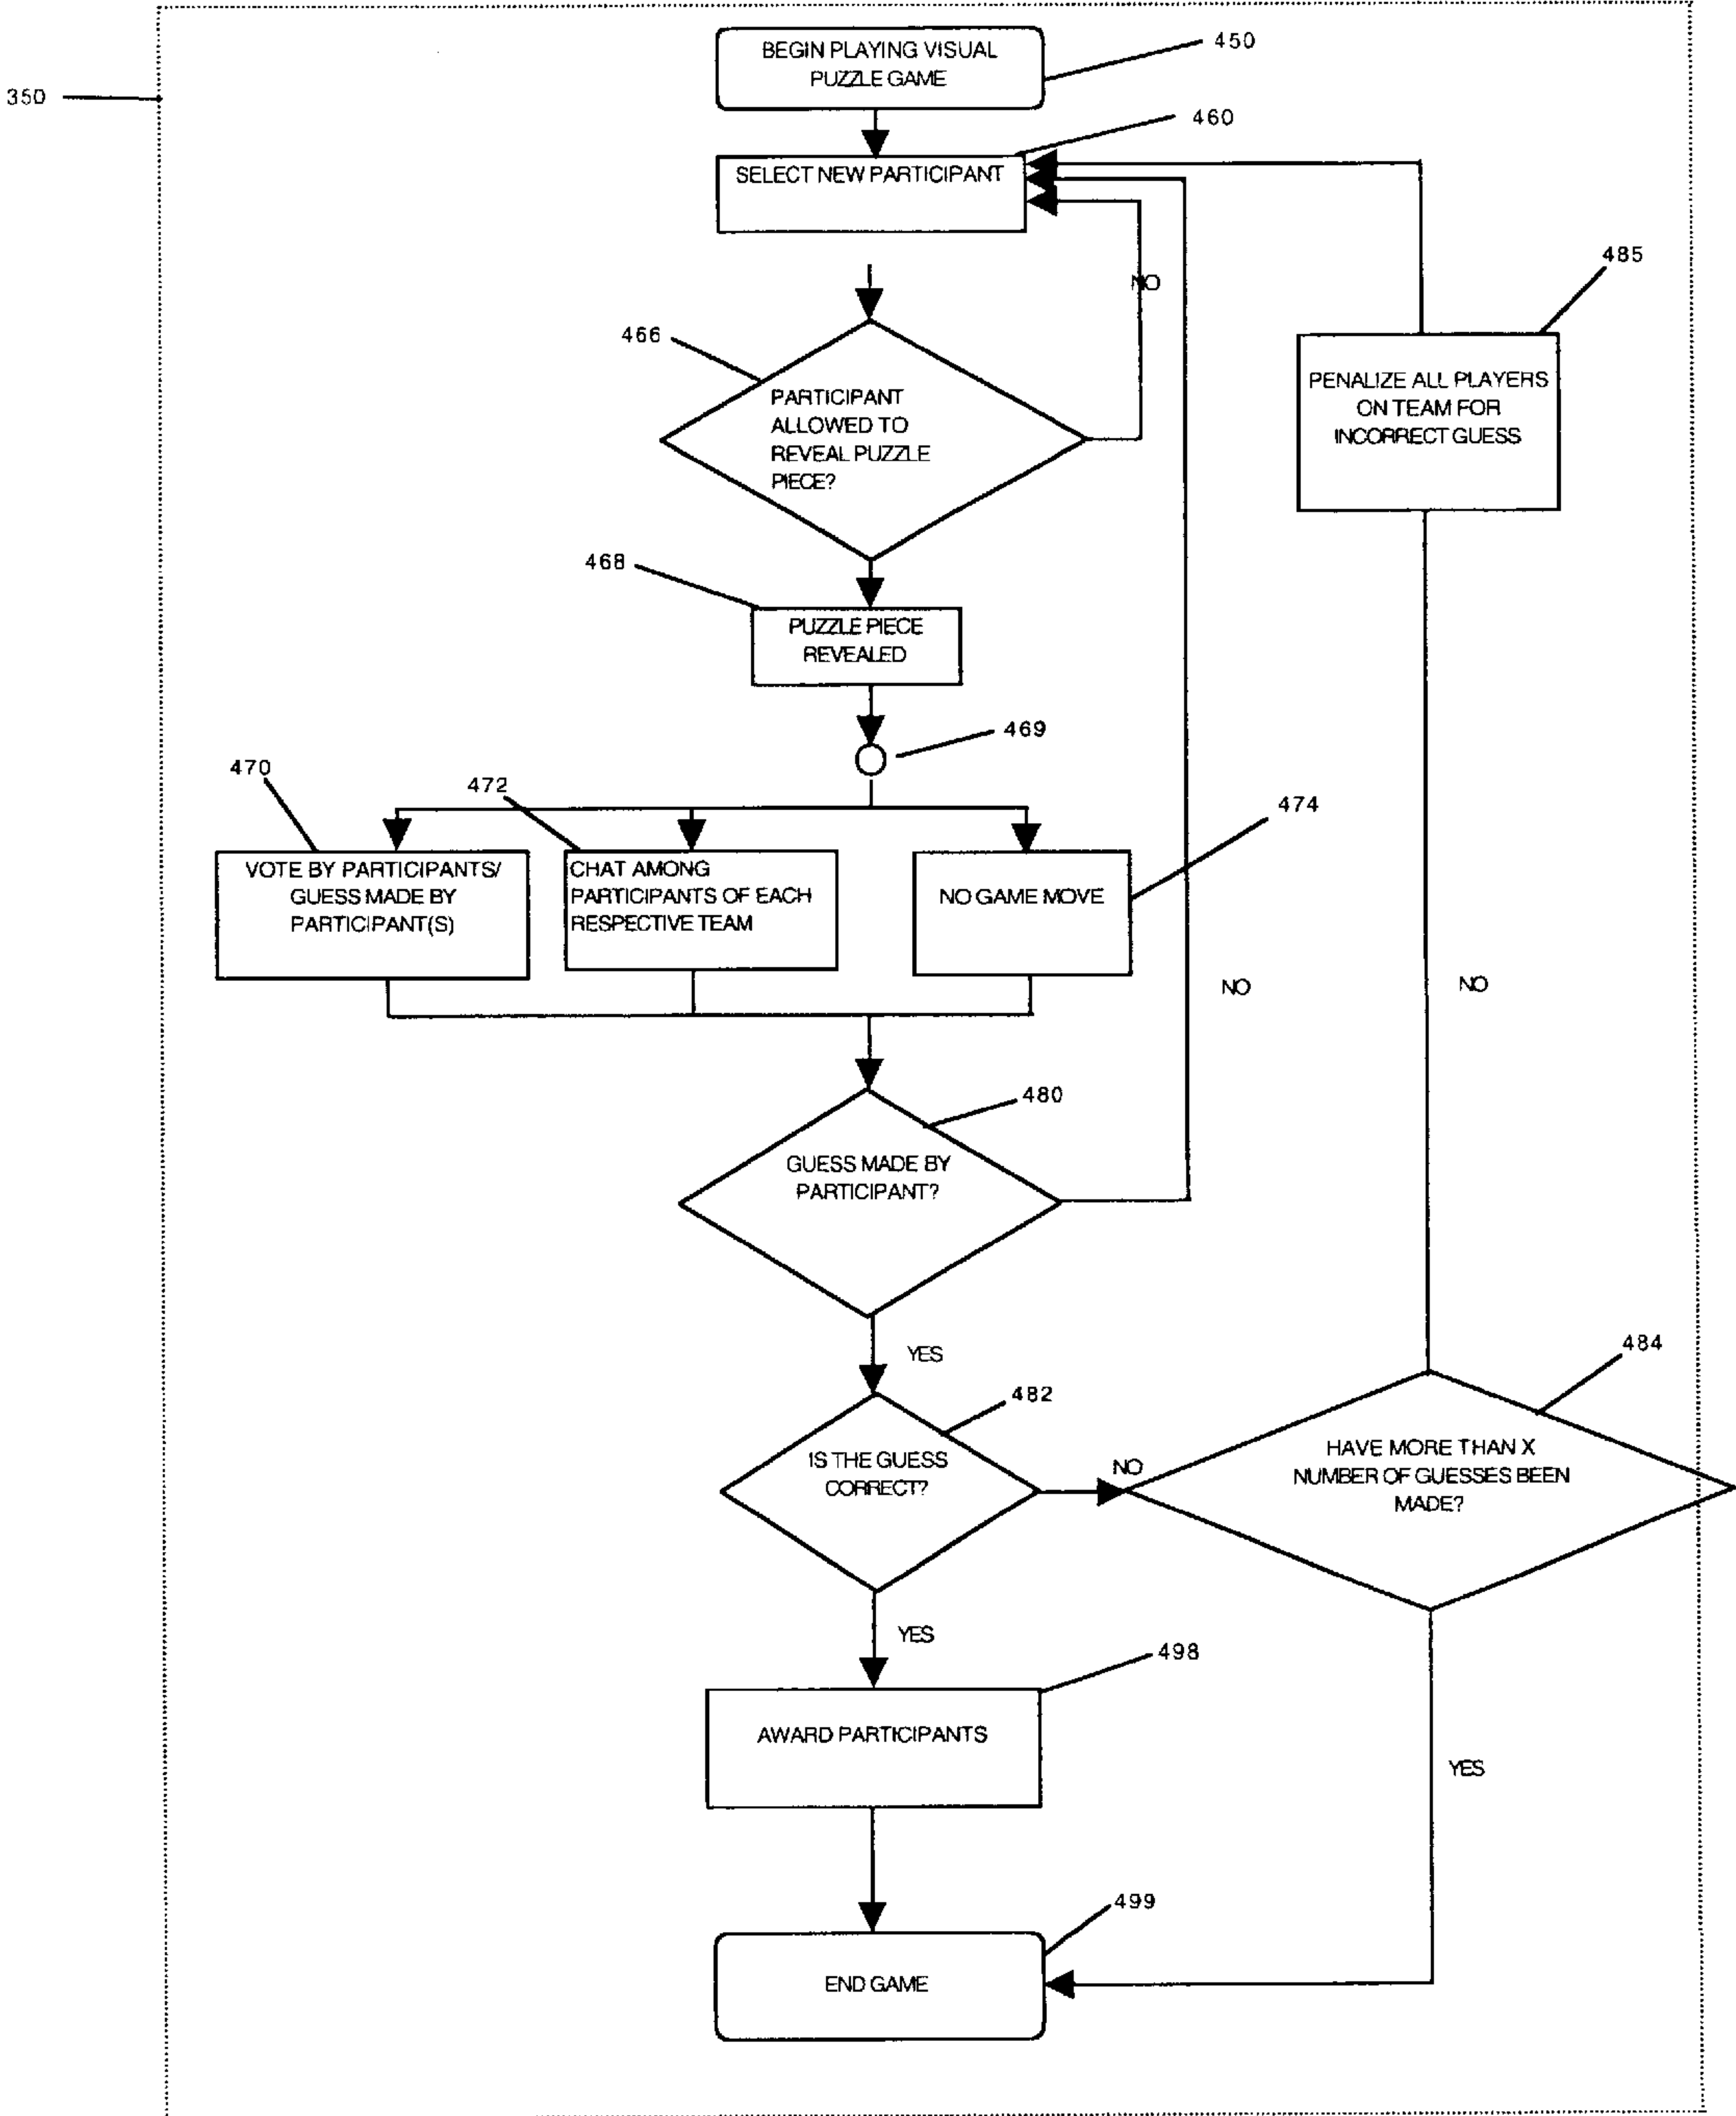 BEGIN PLAYING VISUAL
PUZZLE GAME
450
350
460
SELECT NEW PARTICIPANT
NO
485
466
PARTICIPANT
ALLOWED TO
REVEAL PUZZLE
PIECE?
PENALIZE ALL PLAYERS
ON TEAM FOR
INCORRECT GUESS
468
PUZZLE PIECE
REVEALED
469
470
472
474
VOTE BY PARTICIPANTS/
GUESS MADE BY
PARTICIPANT(S)
CHAT AMONG
PARTICIPANTS OF EACH
RESPECTIVE TEAM
NO GAME MOVE
NO
NO
480
GUESS MADE BY
PARTICIPANT?
YES
484
482
IS THE GUESS
CORRECT?
NO
HAVE MORE THAN X
NUMBER OF GUESSES BEEN
MADE?
YES
498
AWARD PARTICIPANTS
YES
499
END GAME